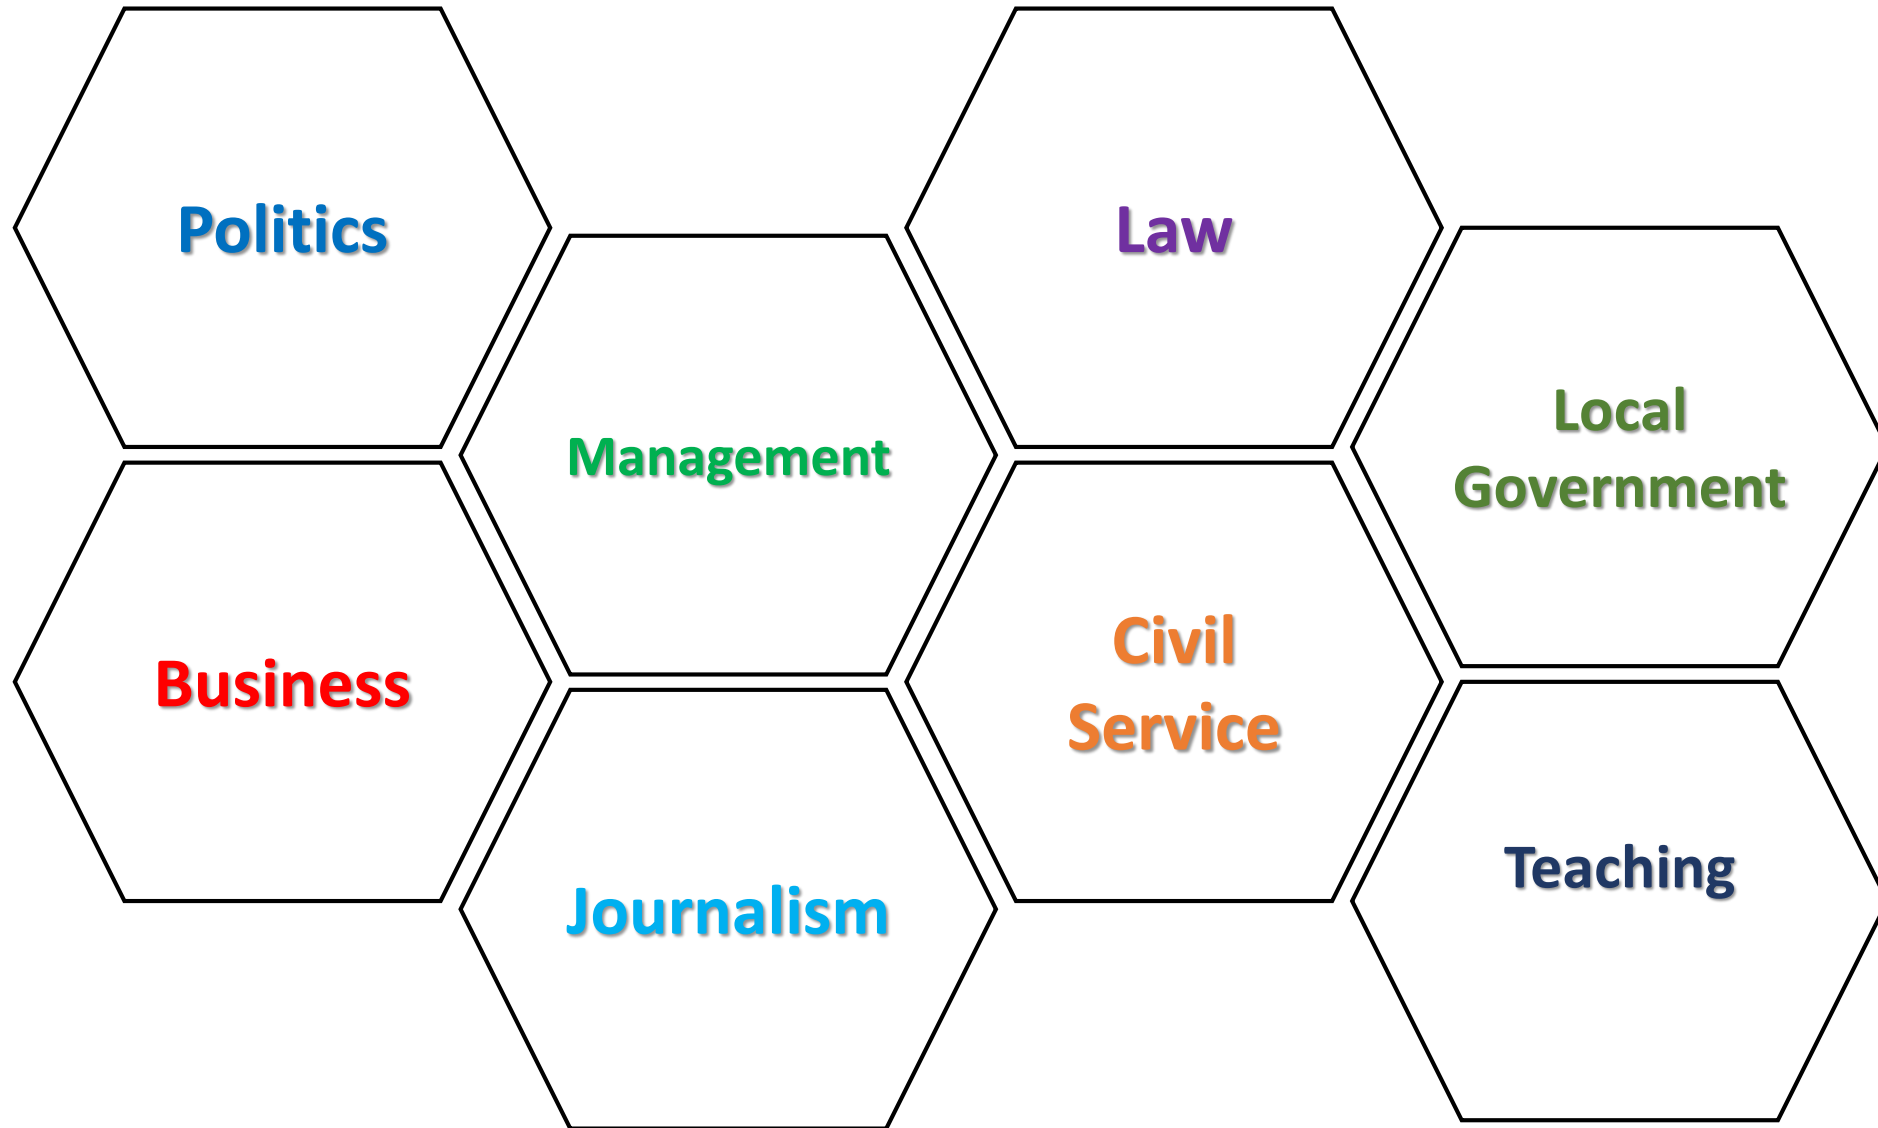 Politics
Law
Management
Local
Government
Business
Civil
Service
Journalism
Teaching